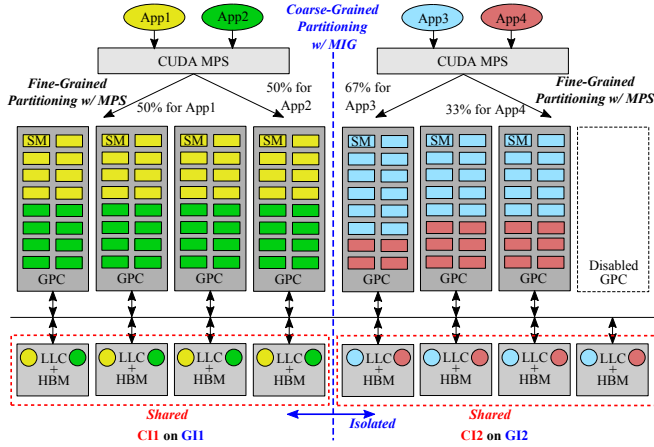 App1
App2
Coarse-Grained
Partitioning
w/ MIG
App3
App4
CUDA MPS
CUDA MPS
Fine-Grained
Partitioning w/ MPS
50% for App1
50% for
App2
67% for
App3
33% for App4
Fine-Grained
Partitioning w/ MPS
SM
SM
SM
SM
SM
SM
SM
GPC
GPC
GPC
GPC
GPC
GPC
GPC
Disabled
GPC
LLC
+
HBM
LLC
+
HBM
LLC
+
HBM
LLC
+
HBM
LLC
+
HBM
LLC
+
HBM
LLC
+
HBM
LLC
+
HBM
Shared
Isolated
Shared
CI1 on GI1
CI2 on GI2